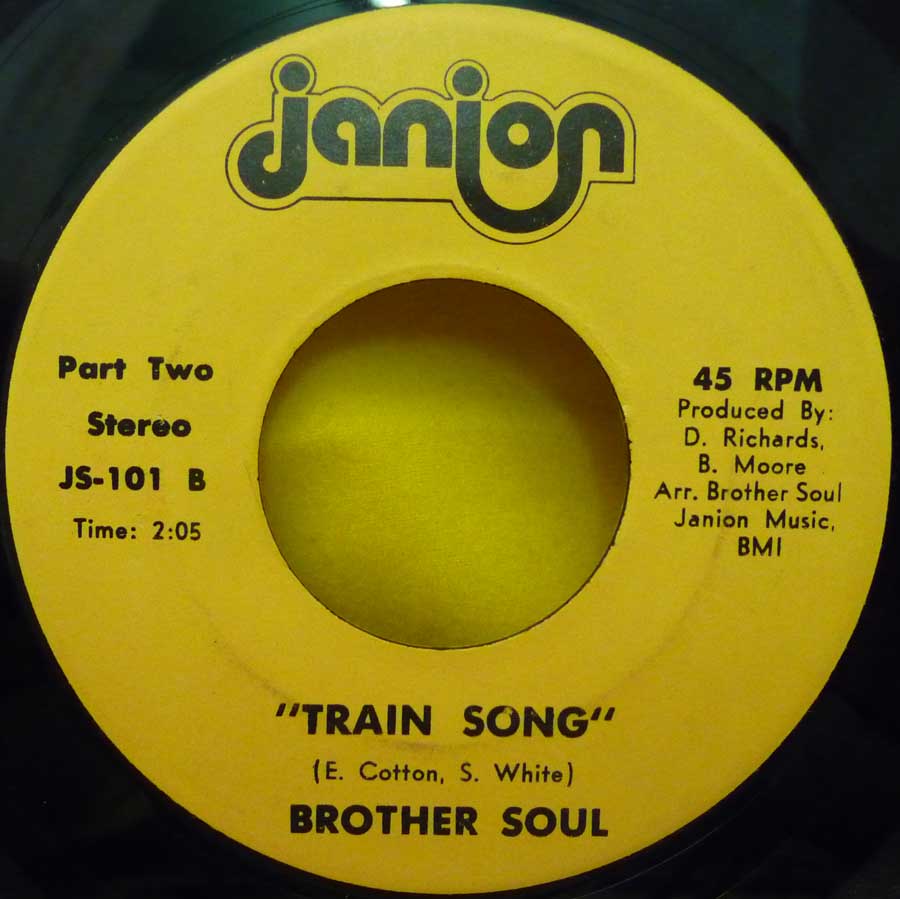 janion
Part Two
Stereo
JS-101 B
Time: 2:05
45 RPM
Produced By:
D. Richards,
B. Moore
Arr. Brother Soul
Janion Music,
BMI
"TRAIN SONG"
(E. Cotton, S. White)
BROTHER SOUL